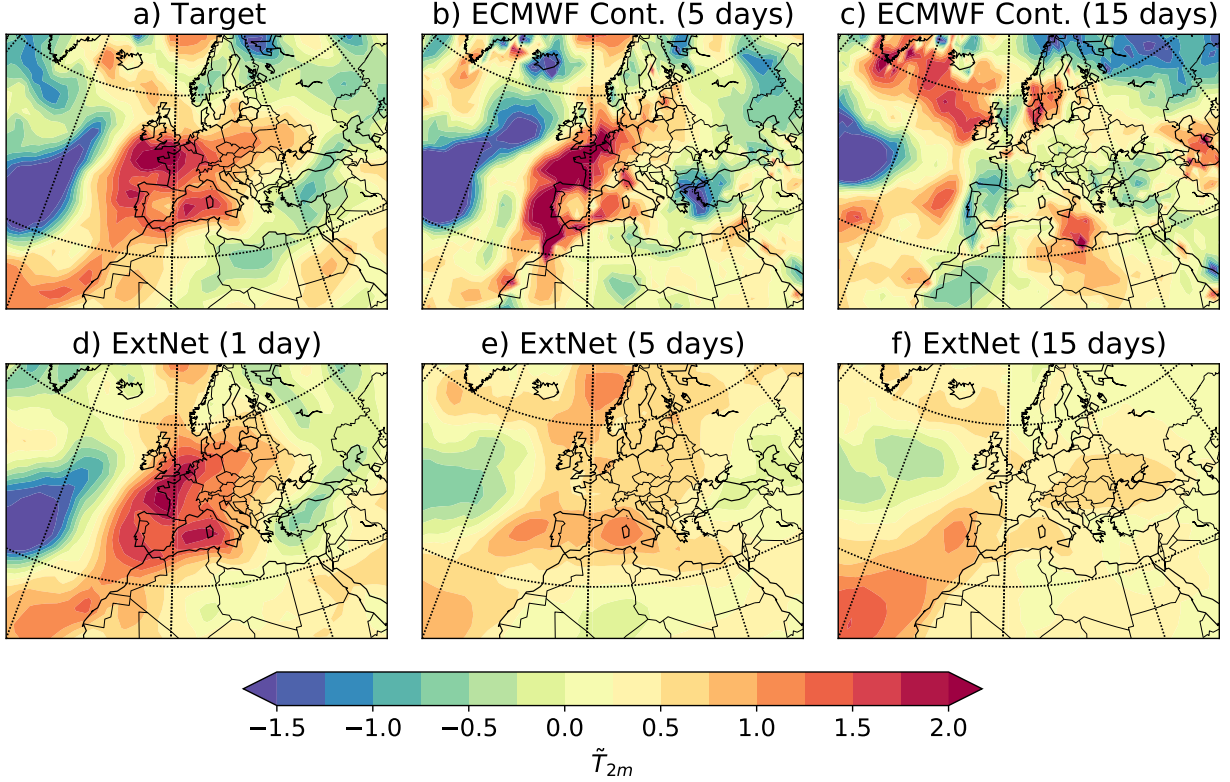 a) Target
b) ECMWF Cont. (5 days)
c) ECMWF Cont. (15 days)
d) ExtNet (1 day)
e) ExtNet (5 days)
f) ExtNet (15 days)
−1.5 −1.0 −0.5 0.0 0.5 1.0 1.5 2.0
T̃2m